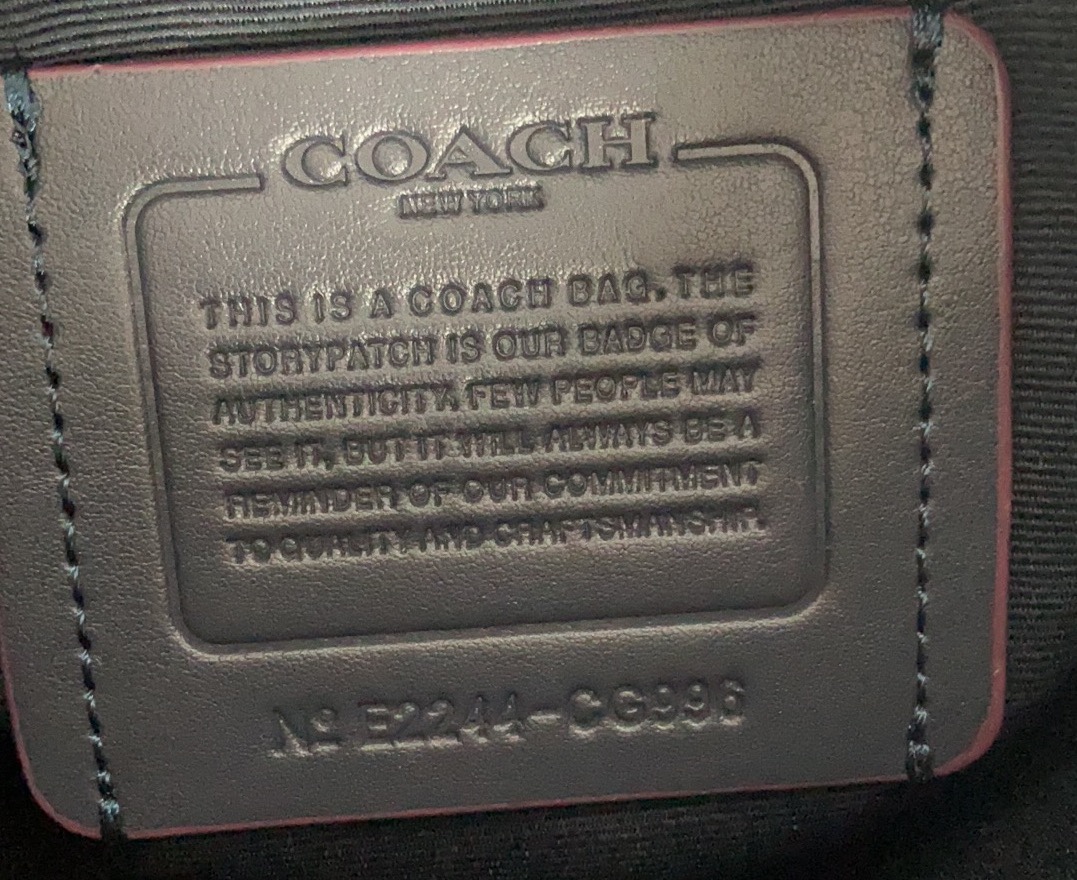 COACH
NEW YORK
THIS IS A COACH BAG. THE
STORYPATCH IS OUR BADGE OF
AUTHENTICITY. FEW PEOPLE MAY
SEE IT, BUT IT WILL ALWAYS BE A
REMINDER OF OUR COMMITMENT
TO QUALITY AND CRAFTSMANSHIP.
Nº E2244-CG996